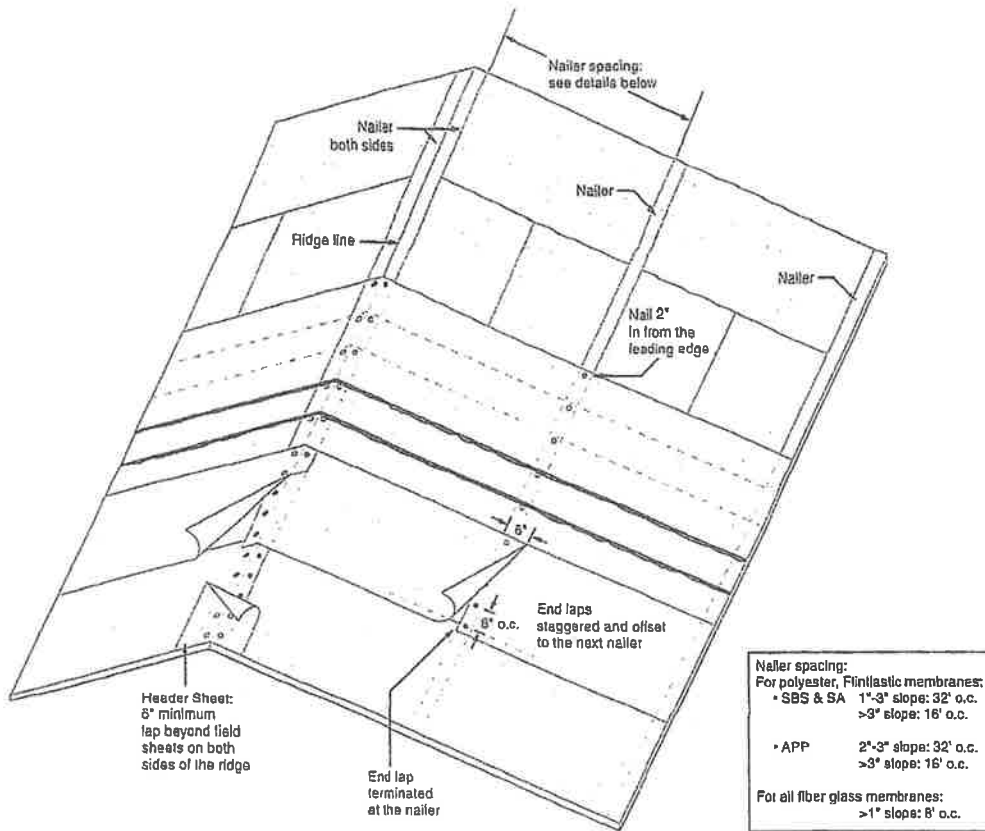 Nailer spacing:
see details below
Nailer
both sides
Nailer
Ridge line
Nailer
Nail 2"
In from the
leading edge
6"
6" o.c.
End laps
staggered and offset
to the next nailer
Header Sheet:
6" minimum
lap beyond field
sheets on both
sides of the ridge
End lap
terminated
at the nailer
Nailer spacing:
For polyester, Flintlastic membranes:
• SBS & SA 1"-3" slope: 32' o.c.
>3" slope: 16' o.c.
• APP 2"-3" slope: 32' o.c.
>3" slope: 16' o.c.
For all fiber glass membranes:
>1" slope: 8' o.c.